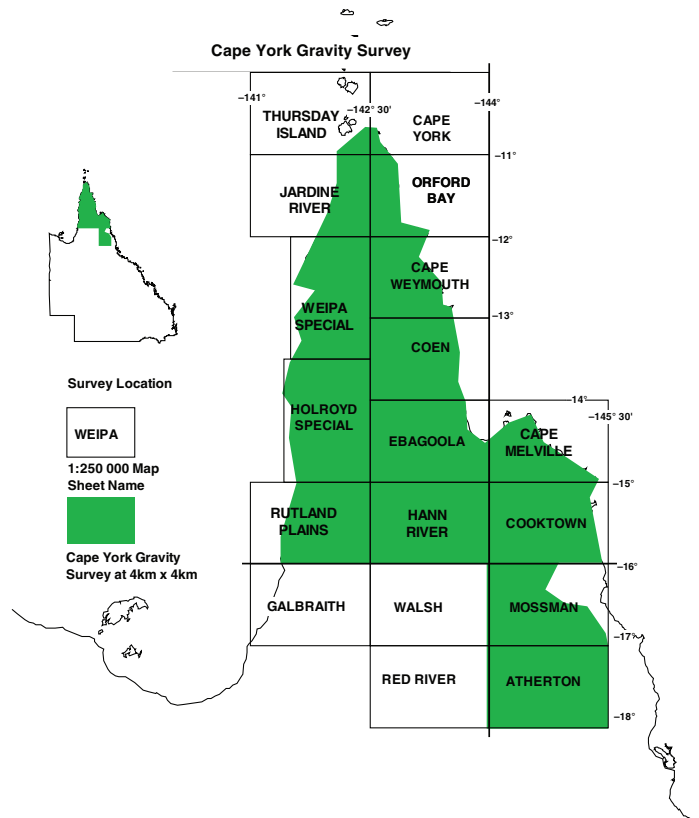 Cape York Gravity Survey
–141°
–142° 30'
–144°
THURSDAY
ISLAND
CAPE
YORK
–11°
JARDINE
RIVER
ORFORD
BAY
–12°
CAPE
WEYMOUTH
WEIPA
SPECIAL
–13°
COEN
Survey Location
–14°
–145° 30'
HOLROYD
SPECIAL
EBAGOOLA
CAPE
MELVILLE
WEIPA
1:250 000 Map
Sheet Name
–15°
RUTLAND
PLAINS
HANN
RIVER
COOKTOWN
Cape York Gravity
Survey at 4km x 4km
–16°
GALBRAITH
WALSH
MOSSMAN
–17°
RED RIVER
ATHERTON
–18°